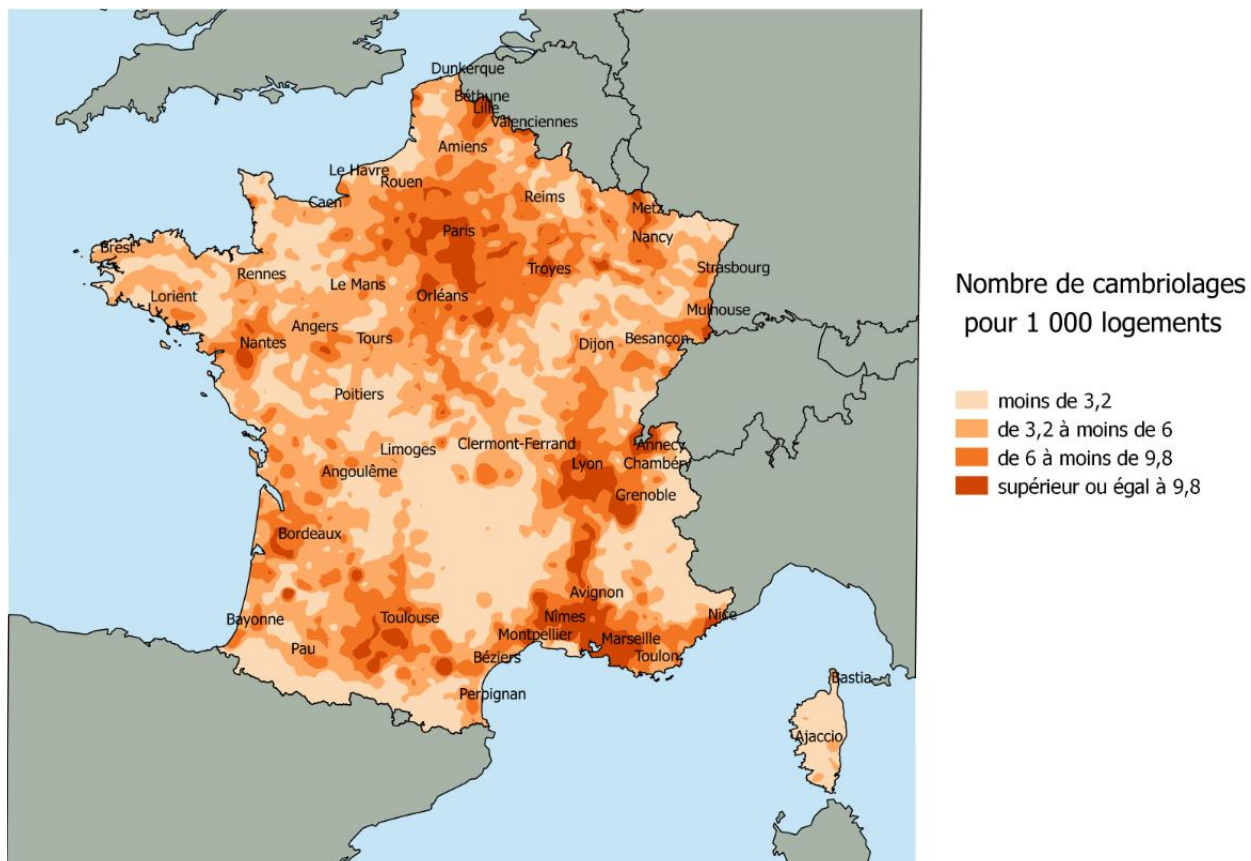 Dunkerque
Béthune
Lille
Valenciennes
Amiens
Le Havre
Rouen
Reims
Caen
Metz
Paris
Nancy
Brest
Rennes
Troyes
Strasbourg
Le Mans
Orléans
Lorient
Mulhouse
Angers
Nantes
Tours
Dijon
Besançon
Poitiers
Limoges
Clermont-Ferrand
Annecy
Angoulême
Lyon
Chambéry
Grenoble
Bordeaux
Avignon
Bayonne
Toulouse
Nîmes
Nice
Montpellier
Marseille
Pau
Béziers
Toulon
Perpignan
Bastia
Ajaccio
Nombre de cambriolages
pour 1 000 logements
moins de 3,2
de 3,2 à moins de 6
de 6 à moins de 9,8
supérieur ou égal à 9,8